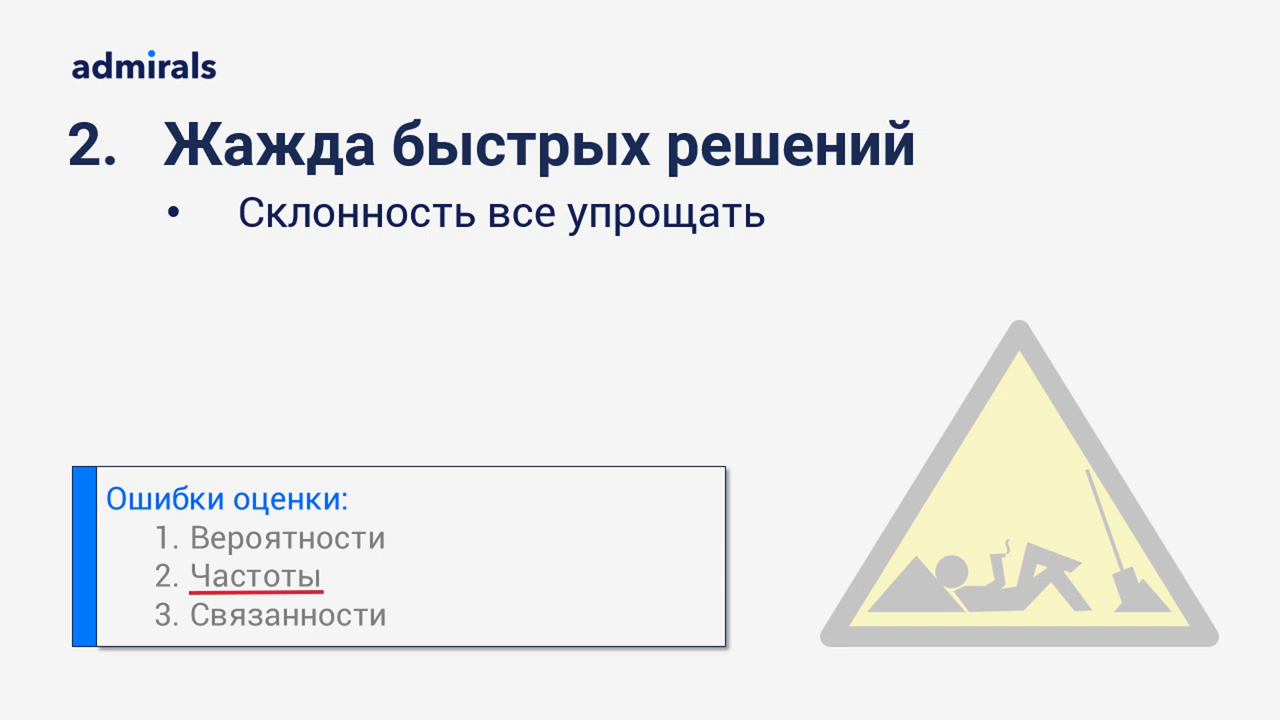 admirals
2. Жажда быстрых решений
• Склонность все упрощать
Ошибки оценки:
1. Вероятности
2. Частоты
3. Связанности